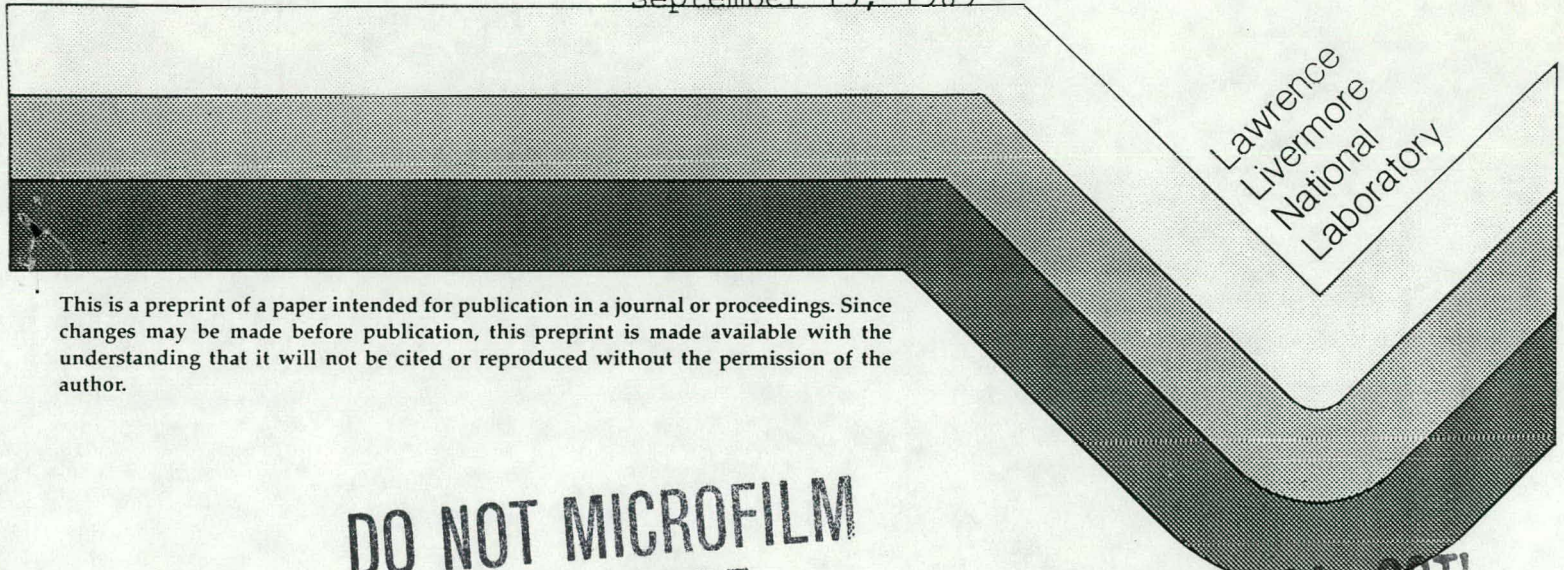 Lawrence
Livermore
National
Laboratory
This is a preprint of a paper intended for publication in a journal or proceedings. Since
changes may be made before publication, this preprint is made available with the
understanding that it will not be cited or reproduced without the permission of the
author.
DO NOT MICROFILM